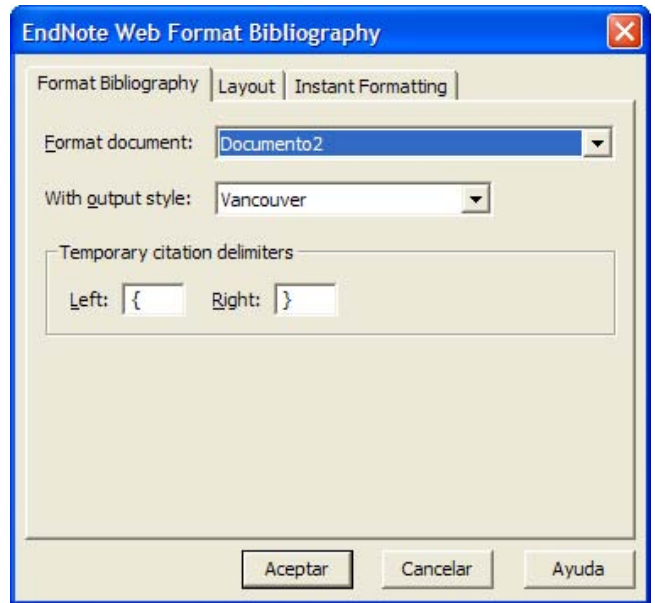 EndNote Web Format Bibliography
Format Bibliography Layout Instant Formatting
Format document: Documento2
With output style: Vancouver
Temporary citation delimiters
Left: { Right: }
Aceptar Cancelar Ayuda